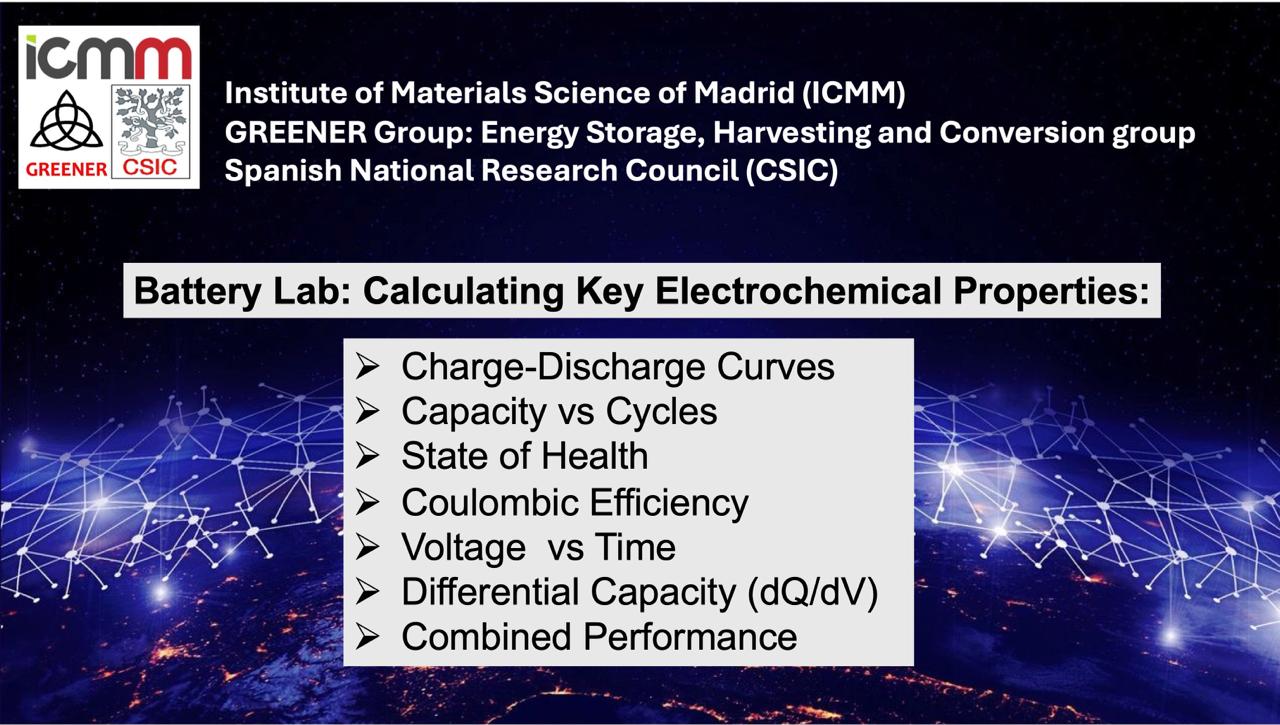 icmm
GREENER
CSIC
Institute of Materials Science of Madrid (ICMM)
GREENER Group: Energy Storage, Harvesting and Conversion group
Spanish National Research Council (CSIC)
Battery Lab: Calculating Key Electrochemical Properties:
➢ Charge-Discharge Curves
➢ Capacity vs Cycles
➢ State of Health
➢ Coulombic Efficiency
➢ Voltage  vs Time
➢ Differential Capacity (dQ/dV)
➢ Combined Performance